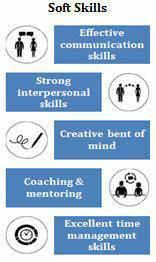 Soft Skills
Effective
communication
skills
Strong
interpersonal
skills
Creative bent of
mind
Coaching &
mentoring
Excellent time
management
skills